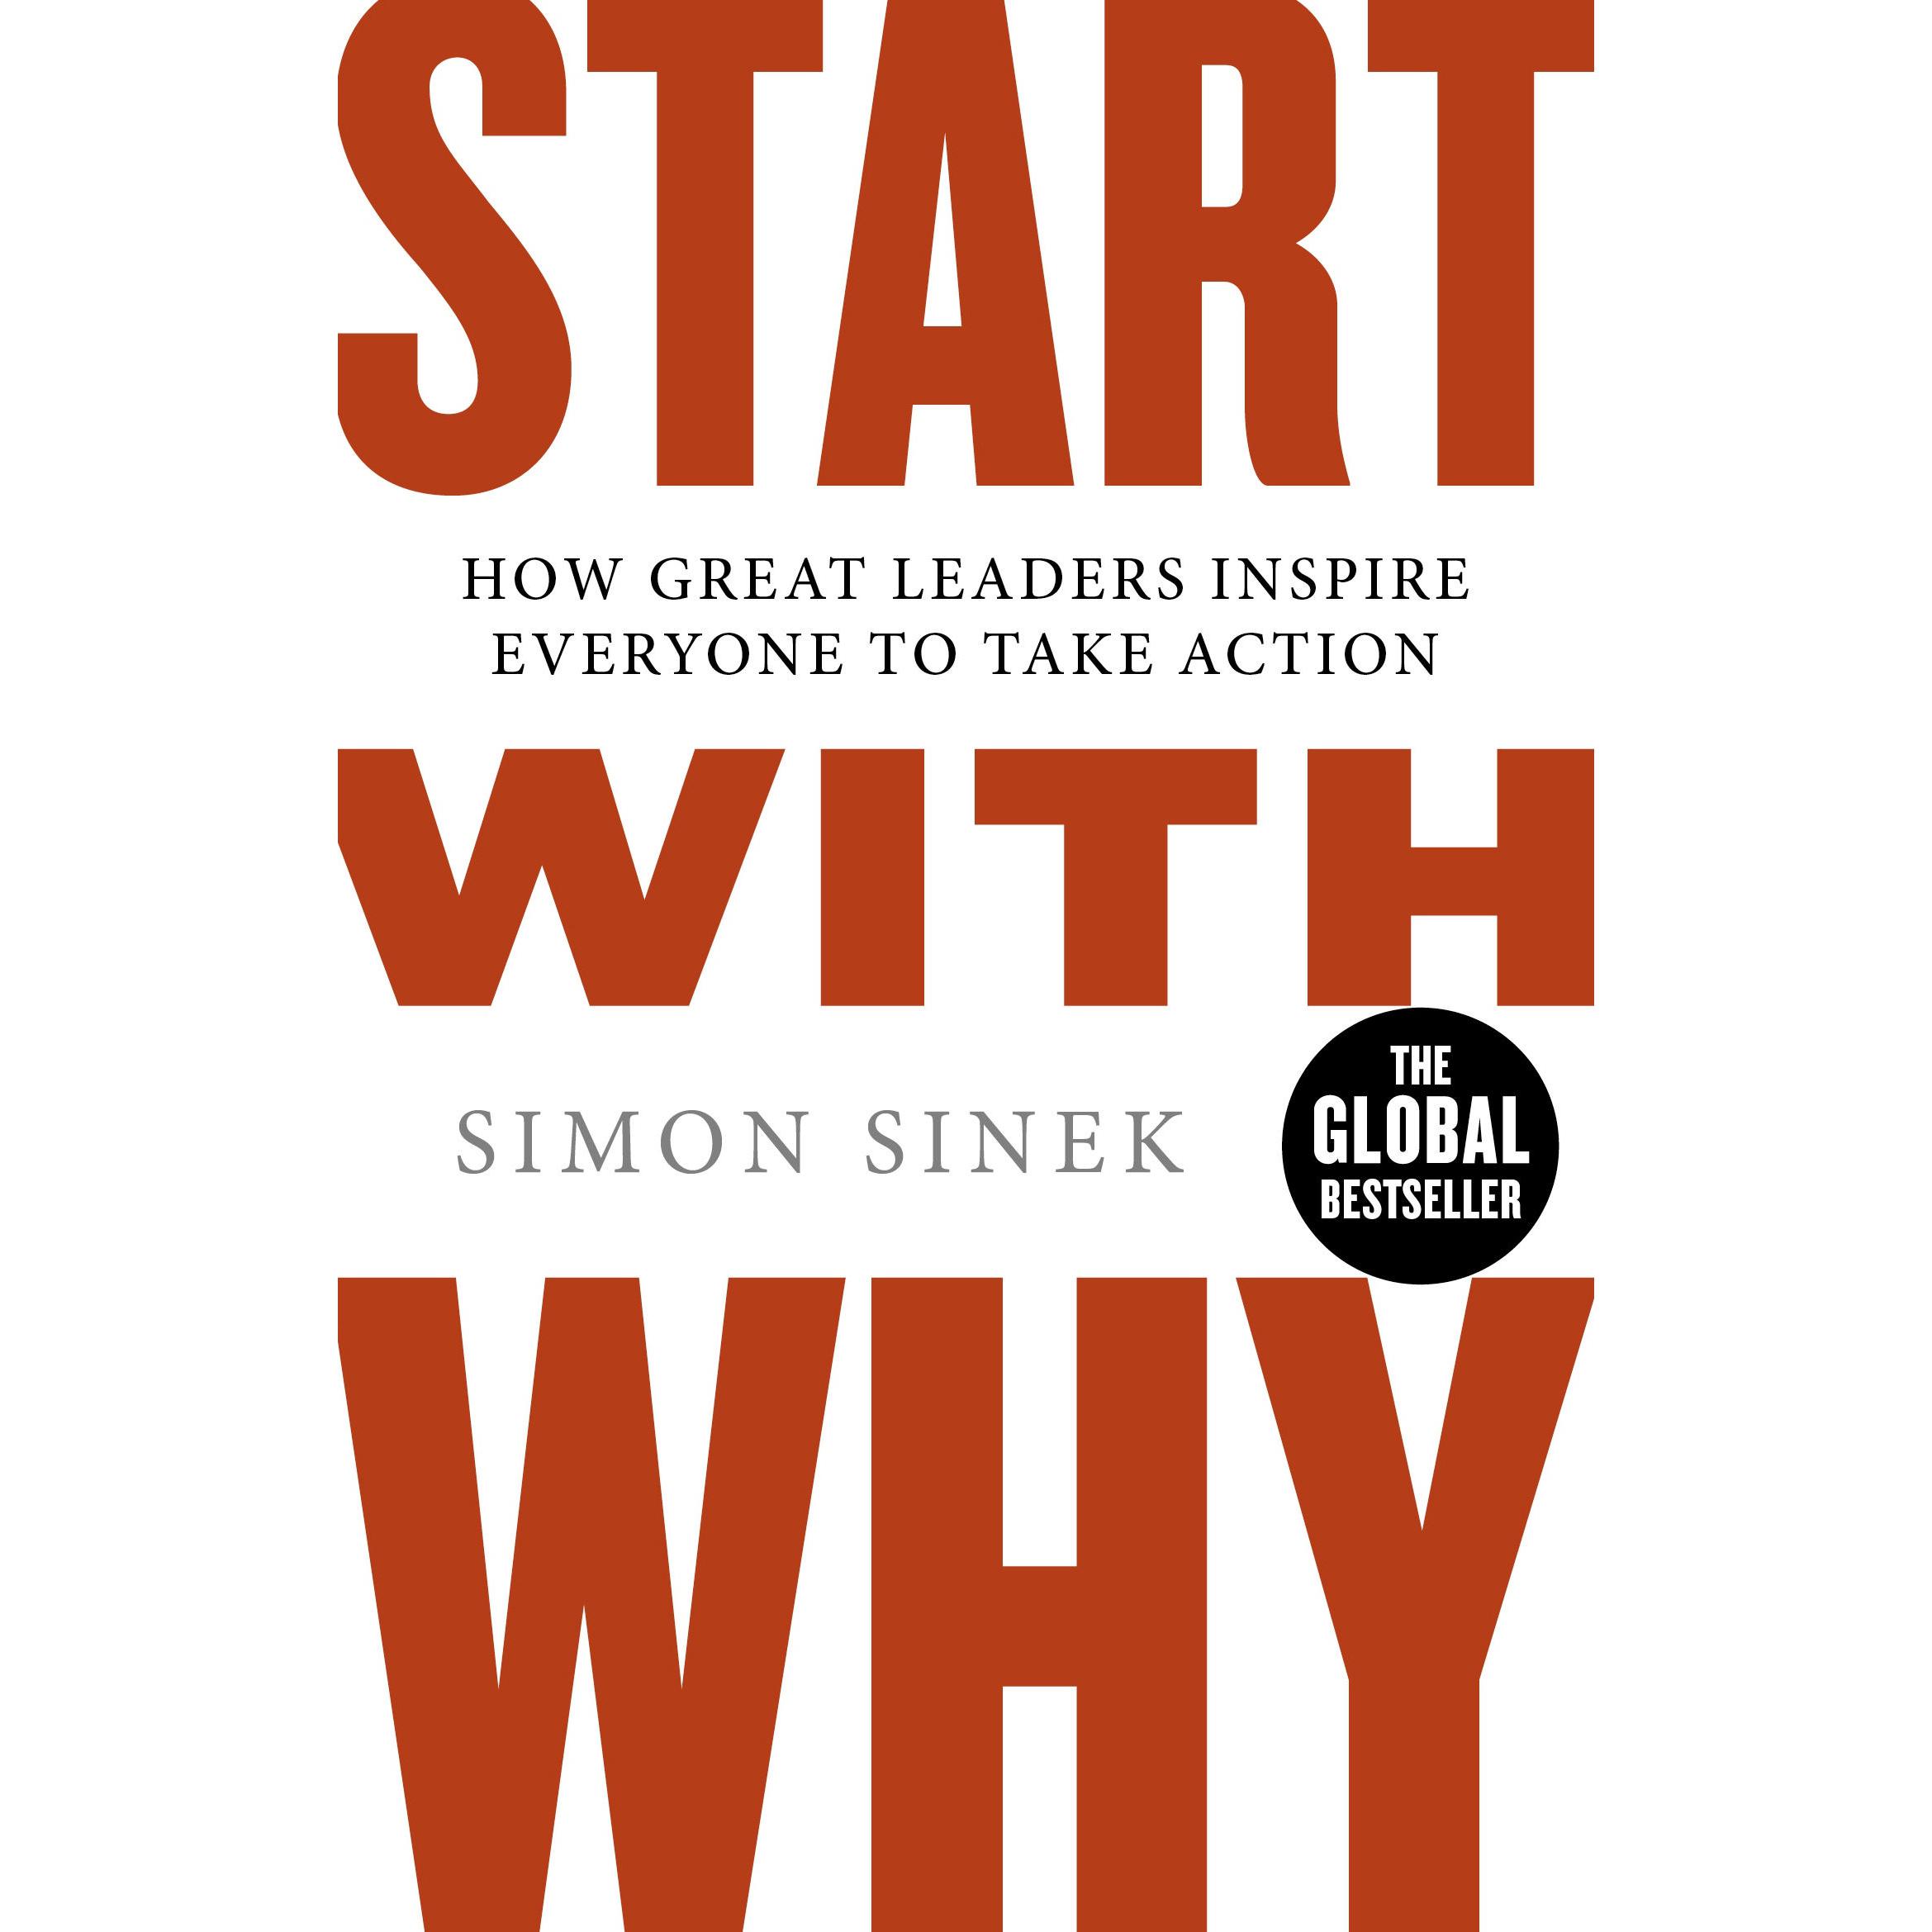 START
HOW GREAT LEADERS INSPIRE
EVERYONE TO TAKE ACTION
WITH
SIMON SINEK
THE
GLOBAL
BESTSELLER
WHY